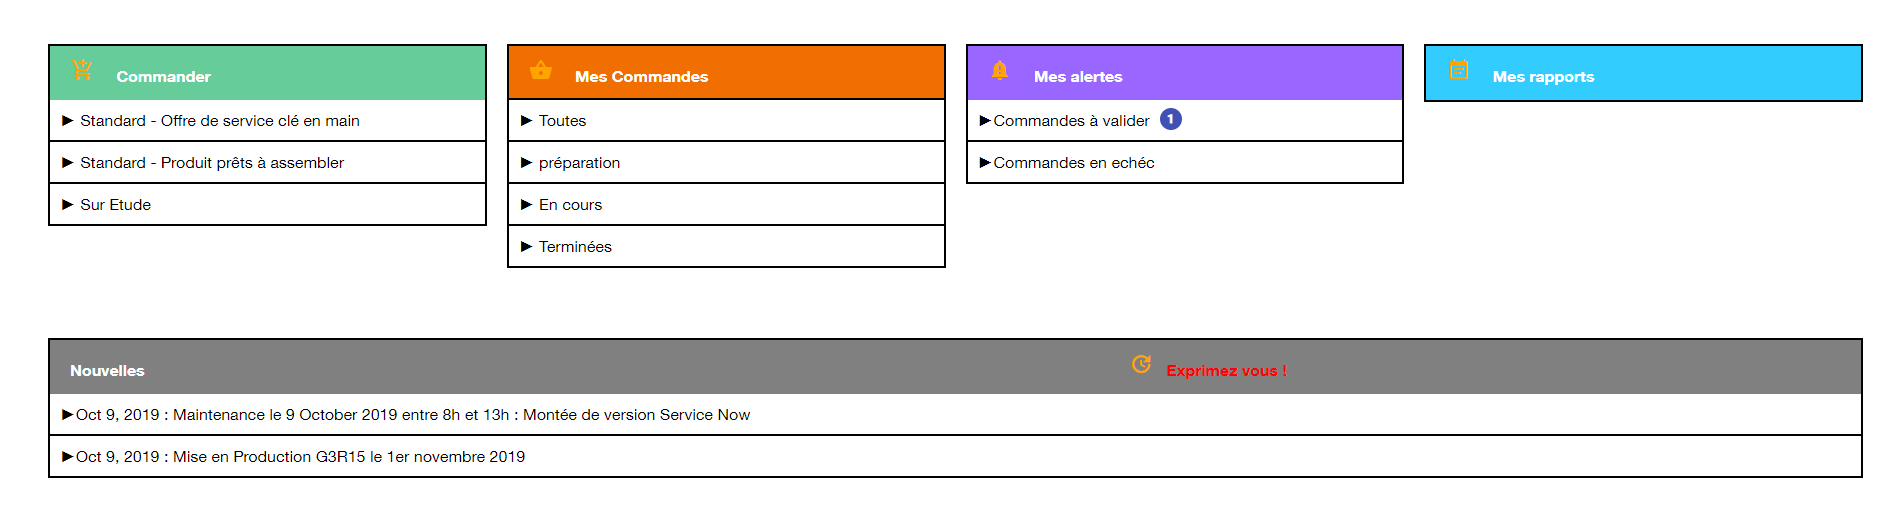 Commander
► Standard - Offre de service clé en main
► Standard - Produit prêts à assembler
► Sur Etude
Mes Commandes
► Toutes
► préparation
► En cours
► Terminées
Mes alertes
►Commandes à valider 1
►Commandes en echéc
Mes rapports
Nouvelles
Exprimez vous !
►Oct 9, 2019 : Maintenance le 9 October 2019 entre 8h et 13h : Montée de version Service Now
►Oct 9, 2019 : Mise en Production G3R15 le 1er novembre 2019